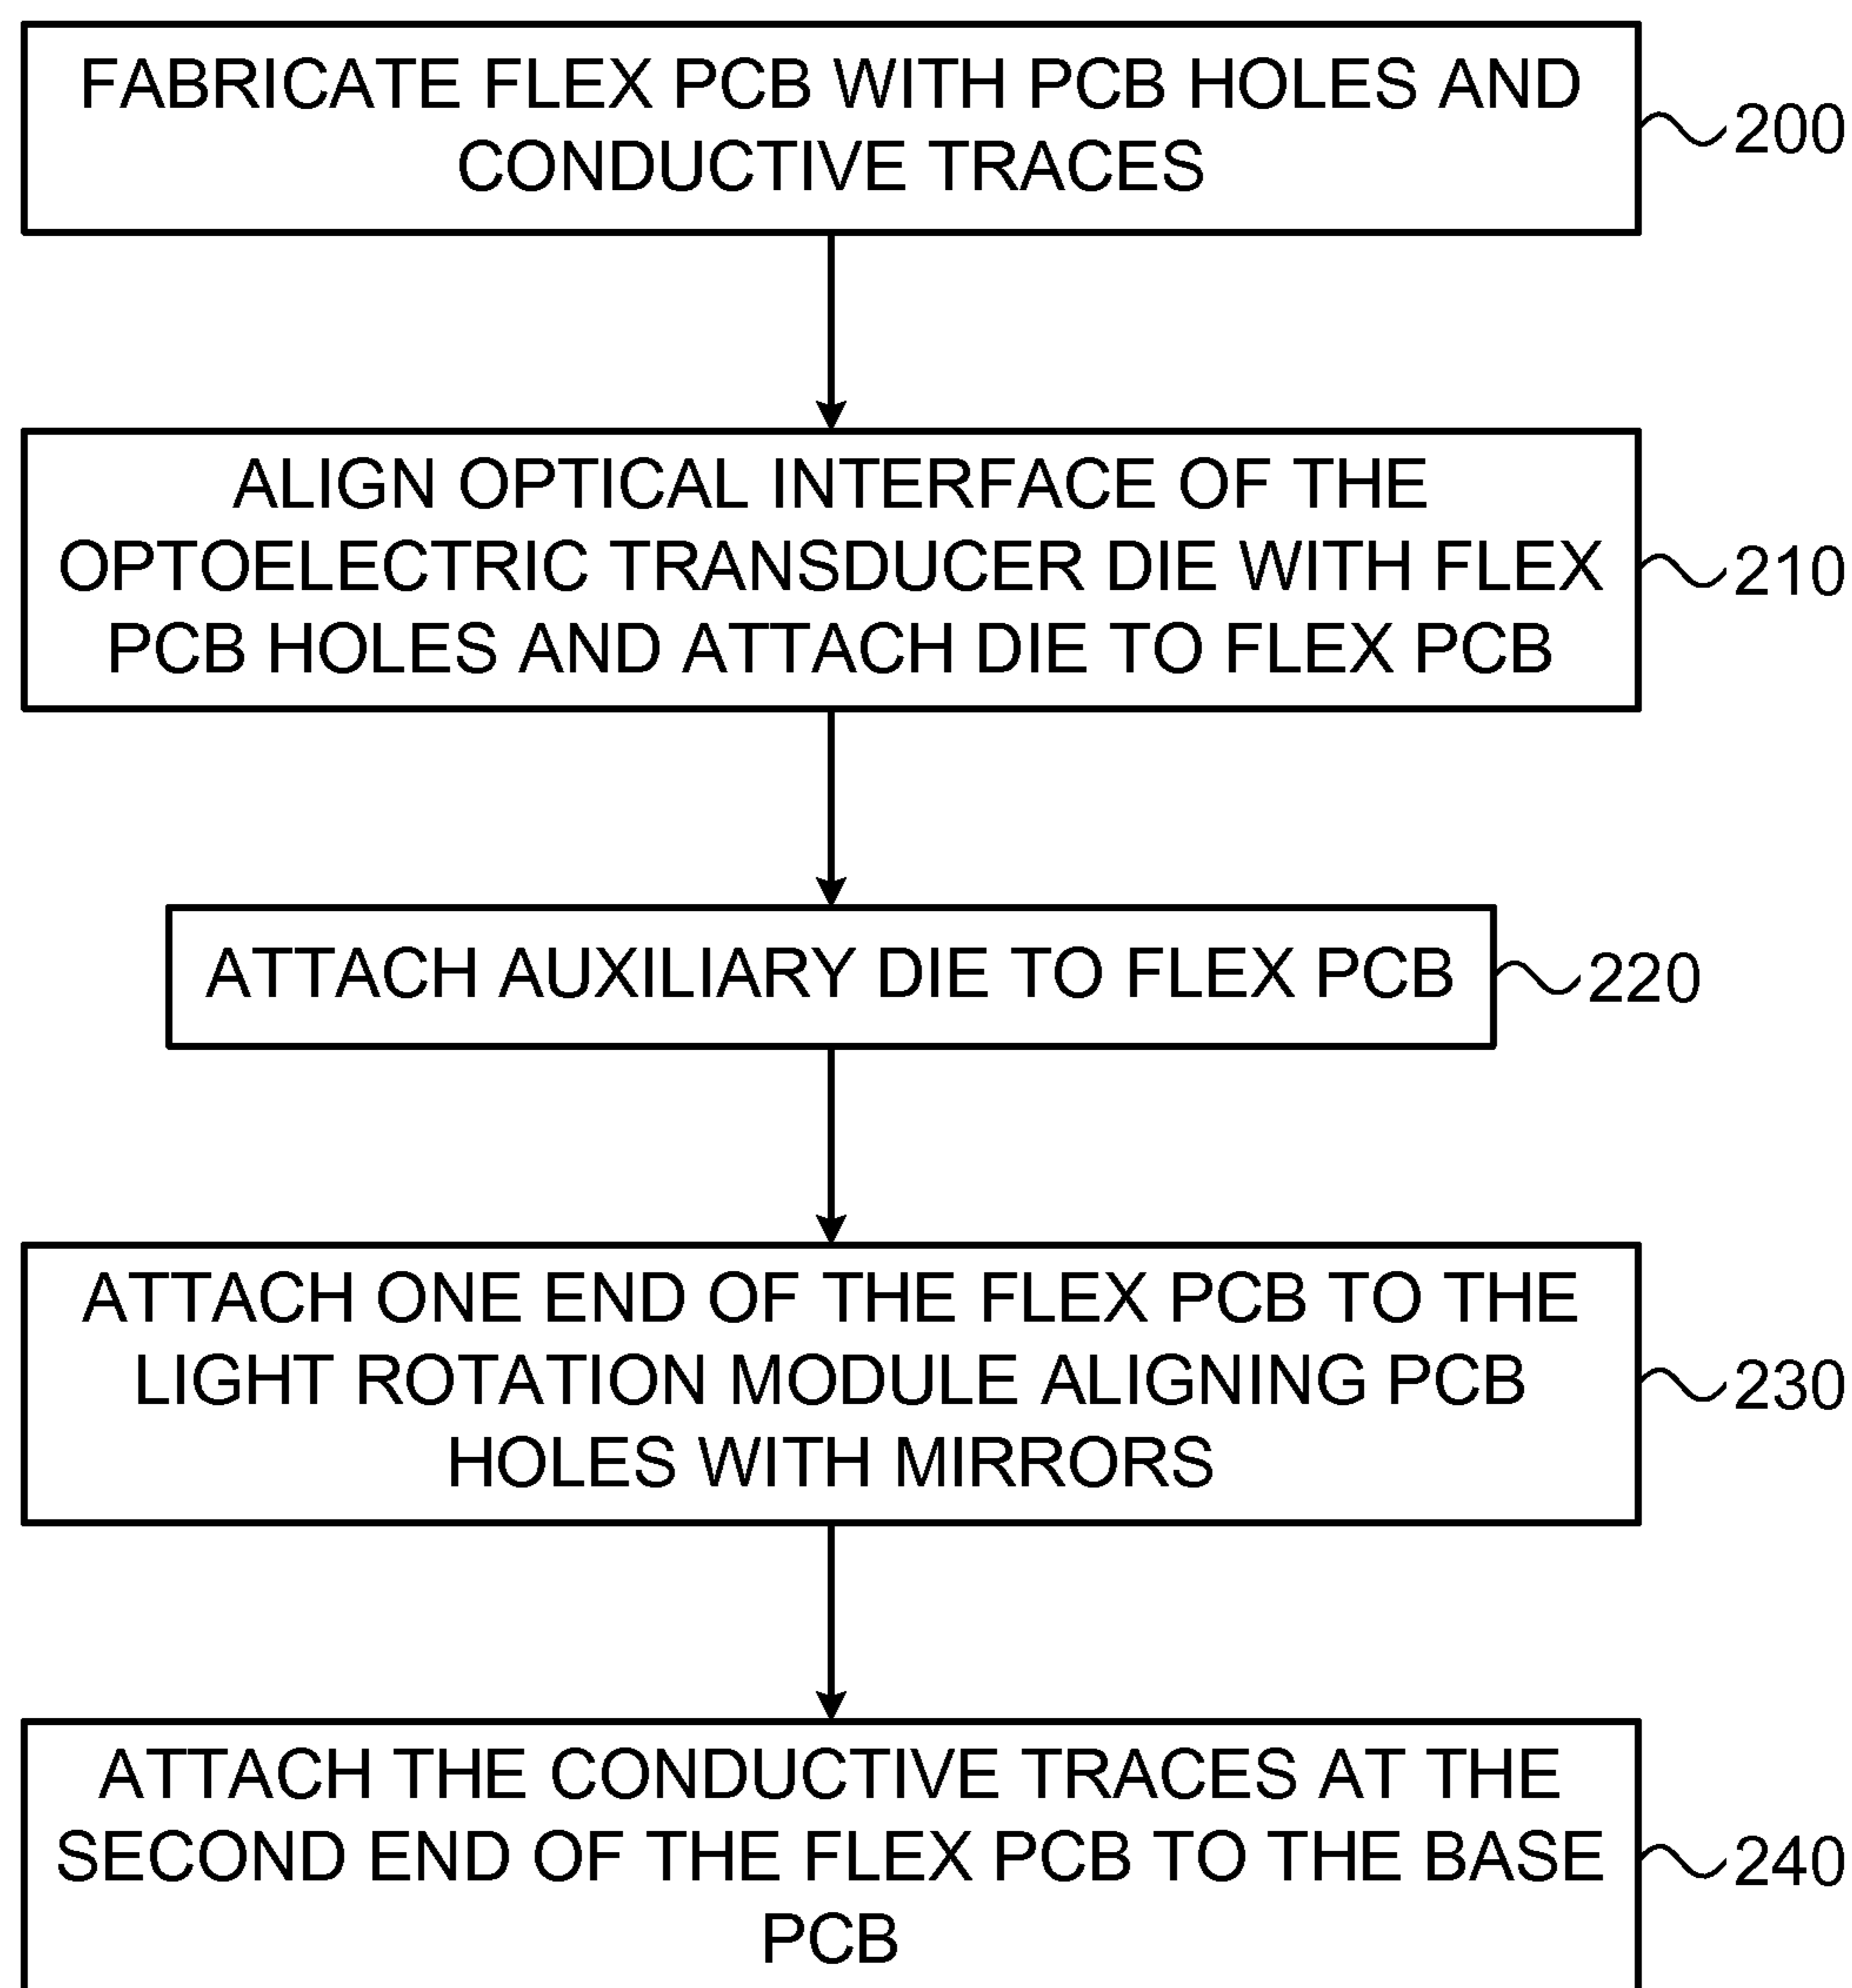 FABRICATE FLEX PCB WITH PCB HOLES AND
CONDUCTIVE TRACES
200
ALIGN OPTICAL INTERFACE OF THE
OPTOELECTRIC TRANSDUCER DIE WITH FLEX
PCB HOLES AND ATTACH DIE TO FLEX PCB
210
ATTACH AUXILIARY DIE TO FLEX PCB
220
ATTACH ONE END OF THE FLEX PCB TO THE
LIGHT ROTATION MODULE ALIGNING PCB
HOLES WITH MIRRORS
230
ATTACH THE CONDUCTIVE TRACES AT THE
SECOND END OF THE FLEX PCB TO THE BASE
PCB
240